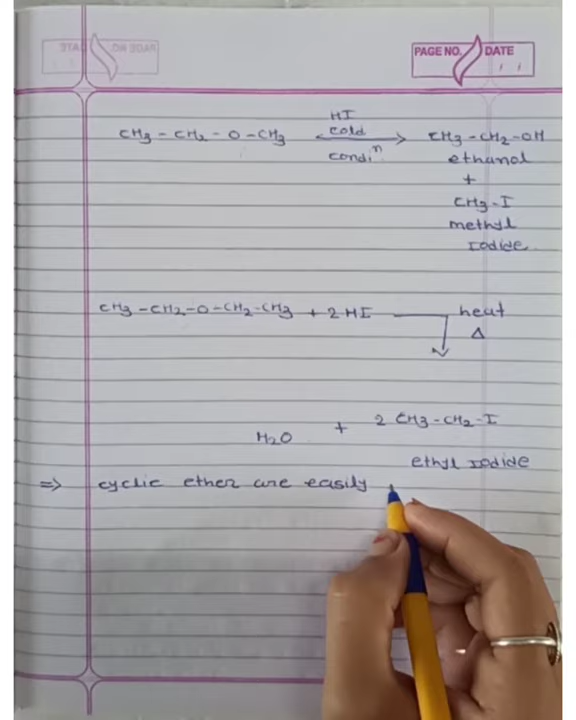 PAGE NO. DATE
CH3 - CH2 - O - CH3 HI cold condiⁿ → CH3 - CH2 - OH
ethanol
+
CH3 - I
methyl
Iodide
CH3 - CH2 - O - CH2 - CH3 + 2 HI heat
Δ
H2O + 2 CH3 - CH2 - I
ethyl Iodide
⇒ cyclic ether are easily